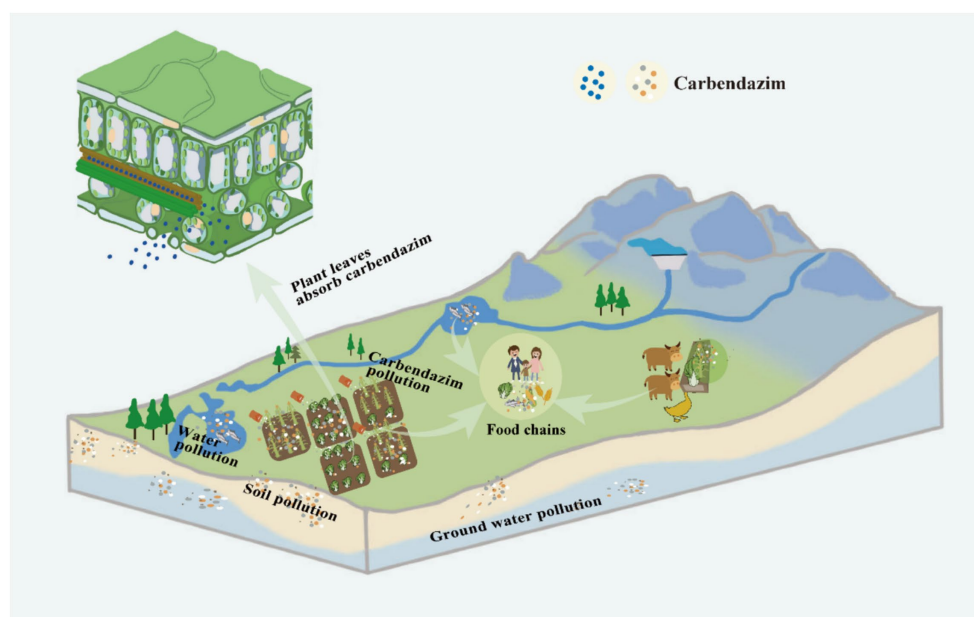 Carbendazim
Plant leaves
absorb carbendazim
Carbendazim
pollution
Water
pollution
Food chains
Soil pollution
Ground water pollution